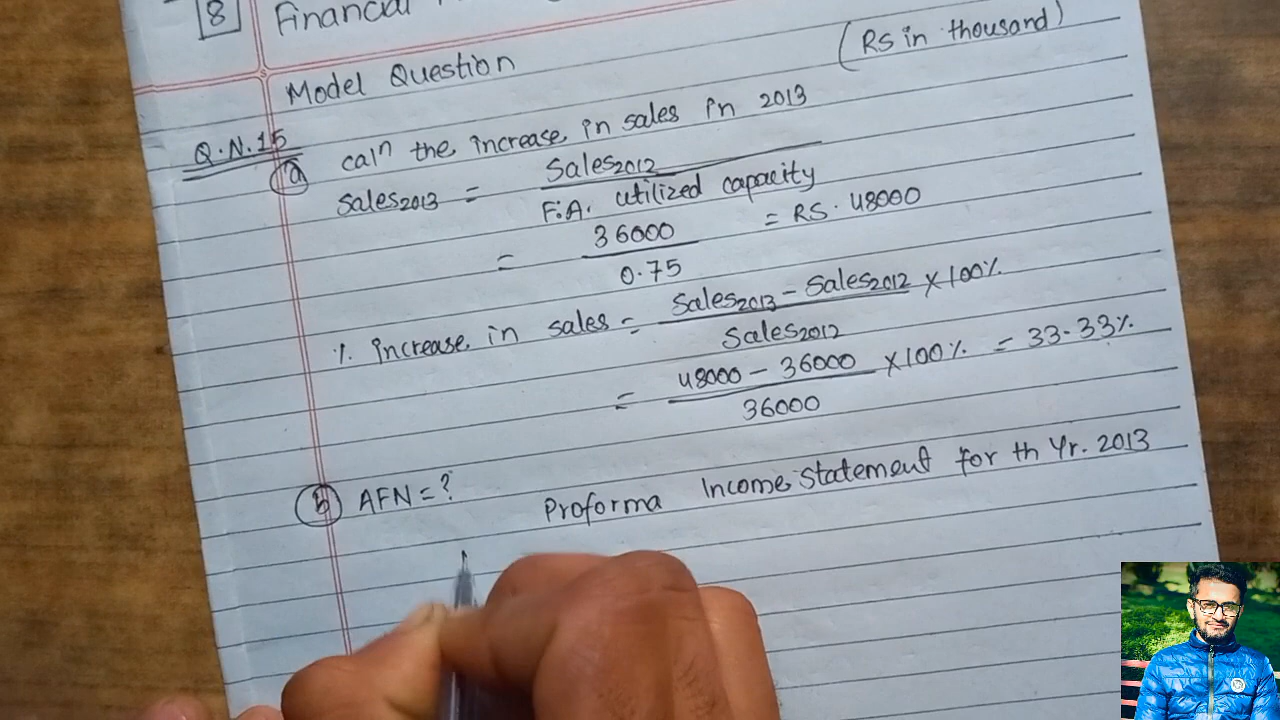 8 Financial
Model Question (RS in thousand)
Q.N.15
a calⁿ the increase in sales in 2013
Sales2013 = Sales2012
F.A. utilized capacity
= 36000 = RS. 48000
0.75
% increase in sales = Sales2013 - Sales2012 × 100%
Sales2012
= 48000 - 36000 × 100% = 33.33%
36000
b AFN = ? Proforma Income Statement for th Yr. 2013